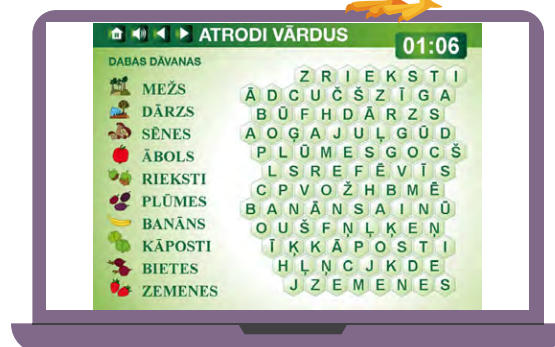 ATRODI VĀRDUS
01:06
DABAS DĀVANAS
MEŽS
DĀRZS
SĒNES
ĀBOLS
RIEKSTI
PLŪMES
BANĀNS
KĀPOSTI
BIETES
ZEMENES
Z R I E K S T I
Ā D C U Č Š Z Ī G A
B Ū F H D Ā R Z S
A O Ģ A J U Ļ G Ū D
P L Ū M E S G O C Š
L S R E F Ē V Ī S
C P V O Ž H B M Ē
B A N Ā N S A I N Ū
O U Š F Ņ Ļ Ķ E Ņ
Ī Ķ K Ā P O S T I
H Ļ Ņ C J K D E
J Z E M E N E S